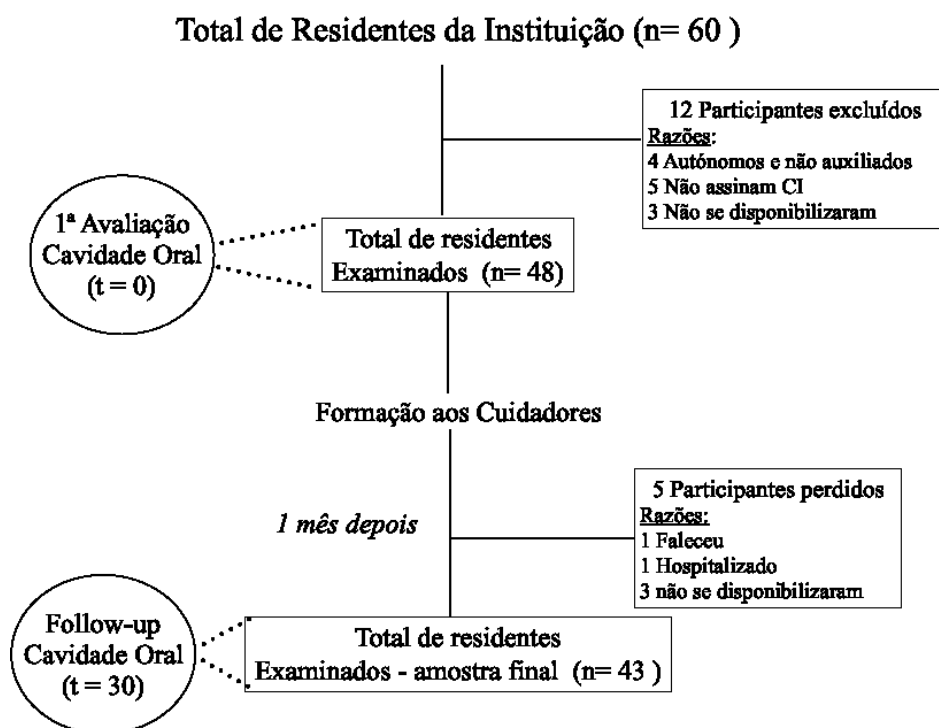 Total de Residentes da Instituição (n= 60 )
12 Participantes excluídos
Razões:
4 Autónomos e não auxiliados
5 Não assinam CI
3 Não se disponibilizaram
1ª Avaliação
Cavidade Oral
(t = 0)
Total de residentes
Examinados (n= 48)
Formação aos Cuidadores
1 mês depois
5 Participantes perdidos
Razões:
1 Faleceu
1 Hospitalizado
3 não se disponibilizaram
Follow-up
Cavidade Oral
(t = 30)
Total de residentes
Examinados - amostra final (n= 43 )